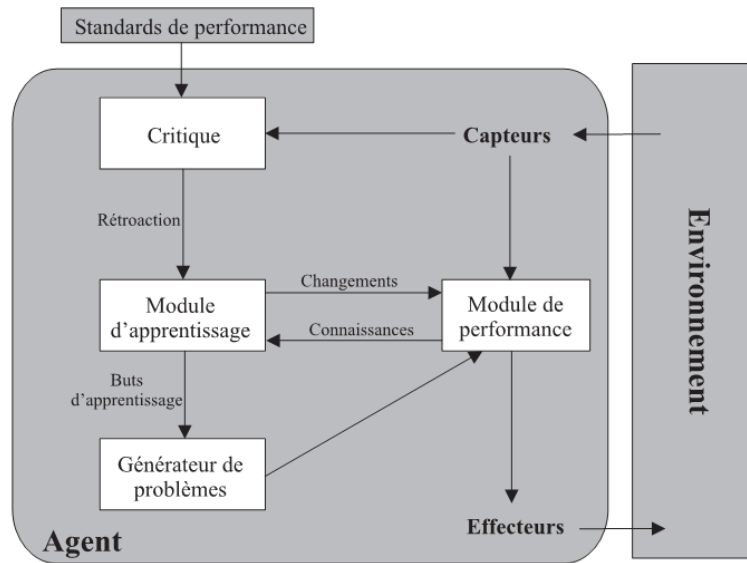 Standards de performance
Critique
Capteurs
Rétroaction
Module
d'apprentissage
Changements
Connaissances
Module de
performance
Buts
d'apprentissage
Générateur de
problèmes
Effecteurs
Agent
Environnement